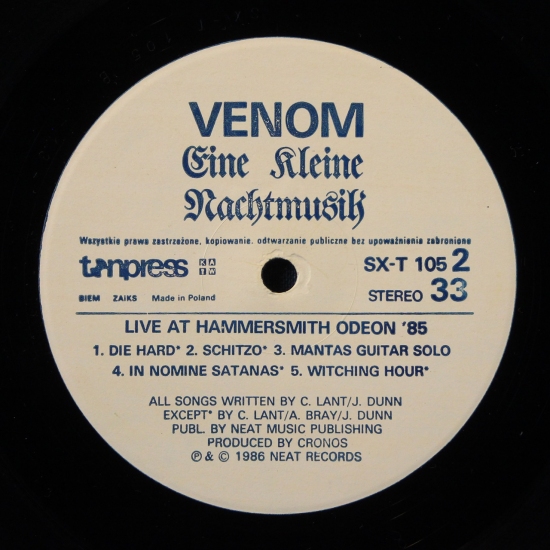 VENOM
Eine Kleine
Nachtmusik
Wszystkie prawa zastrzeżone, kopiowanie, odtwarzanie publiczne bez upoważnienia zabronione
tonpress KATW SX-T 105 2
BIEM ZAIKS Made in Poland STEREO 33
LIVE AT HAMMERSMITH ODEON '85
1. DIE HARD* 2. SCHITZO* 3. MANTAS GUITAR SOLO
4. IN NOMINE SATANAS* 5. WITCHING HOUR*
ALL SONGS WRITTEN BY C. LANT/J. DUNN
EXCEPT* BY C. LANT/A. BRAY/J. DUNN
PUBL. BY NEAT MUSIC PUBLISHING
PRODUCED BY CRONOS
℗ & © 1986 NEAT RECORDS